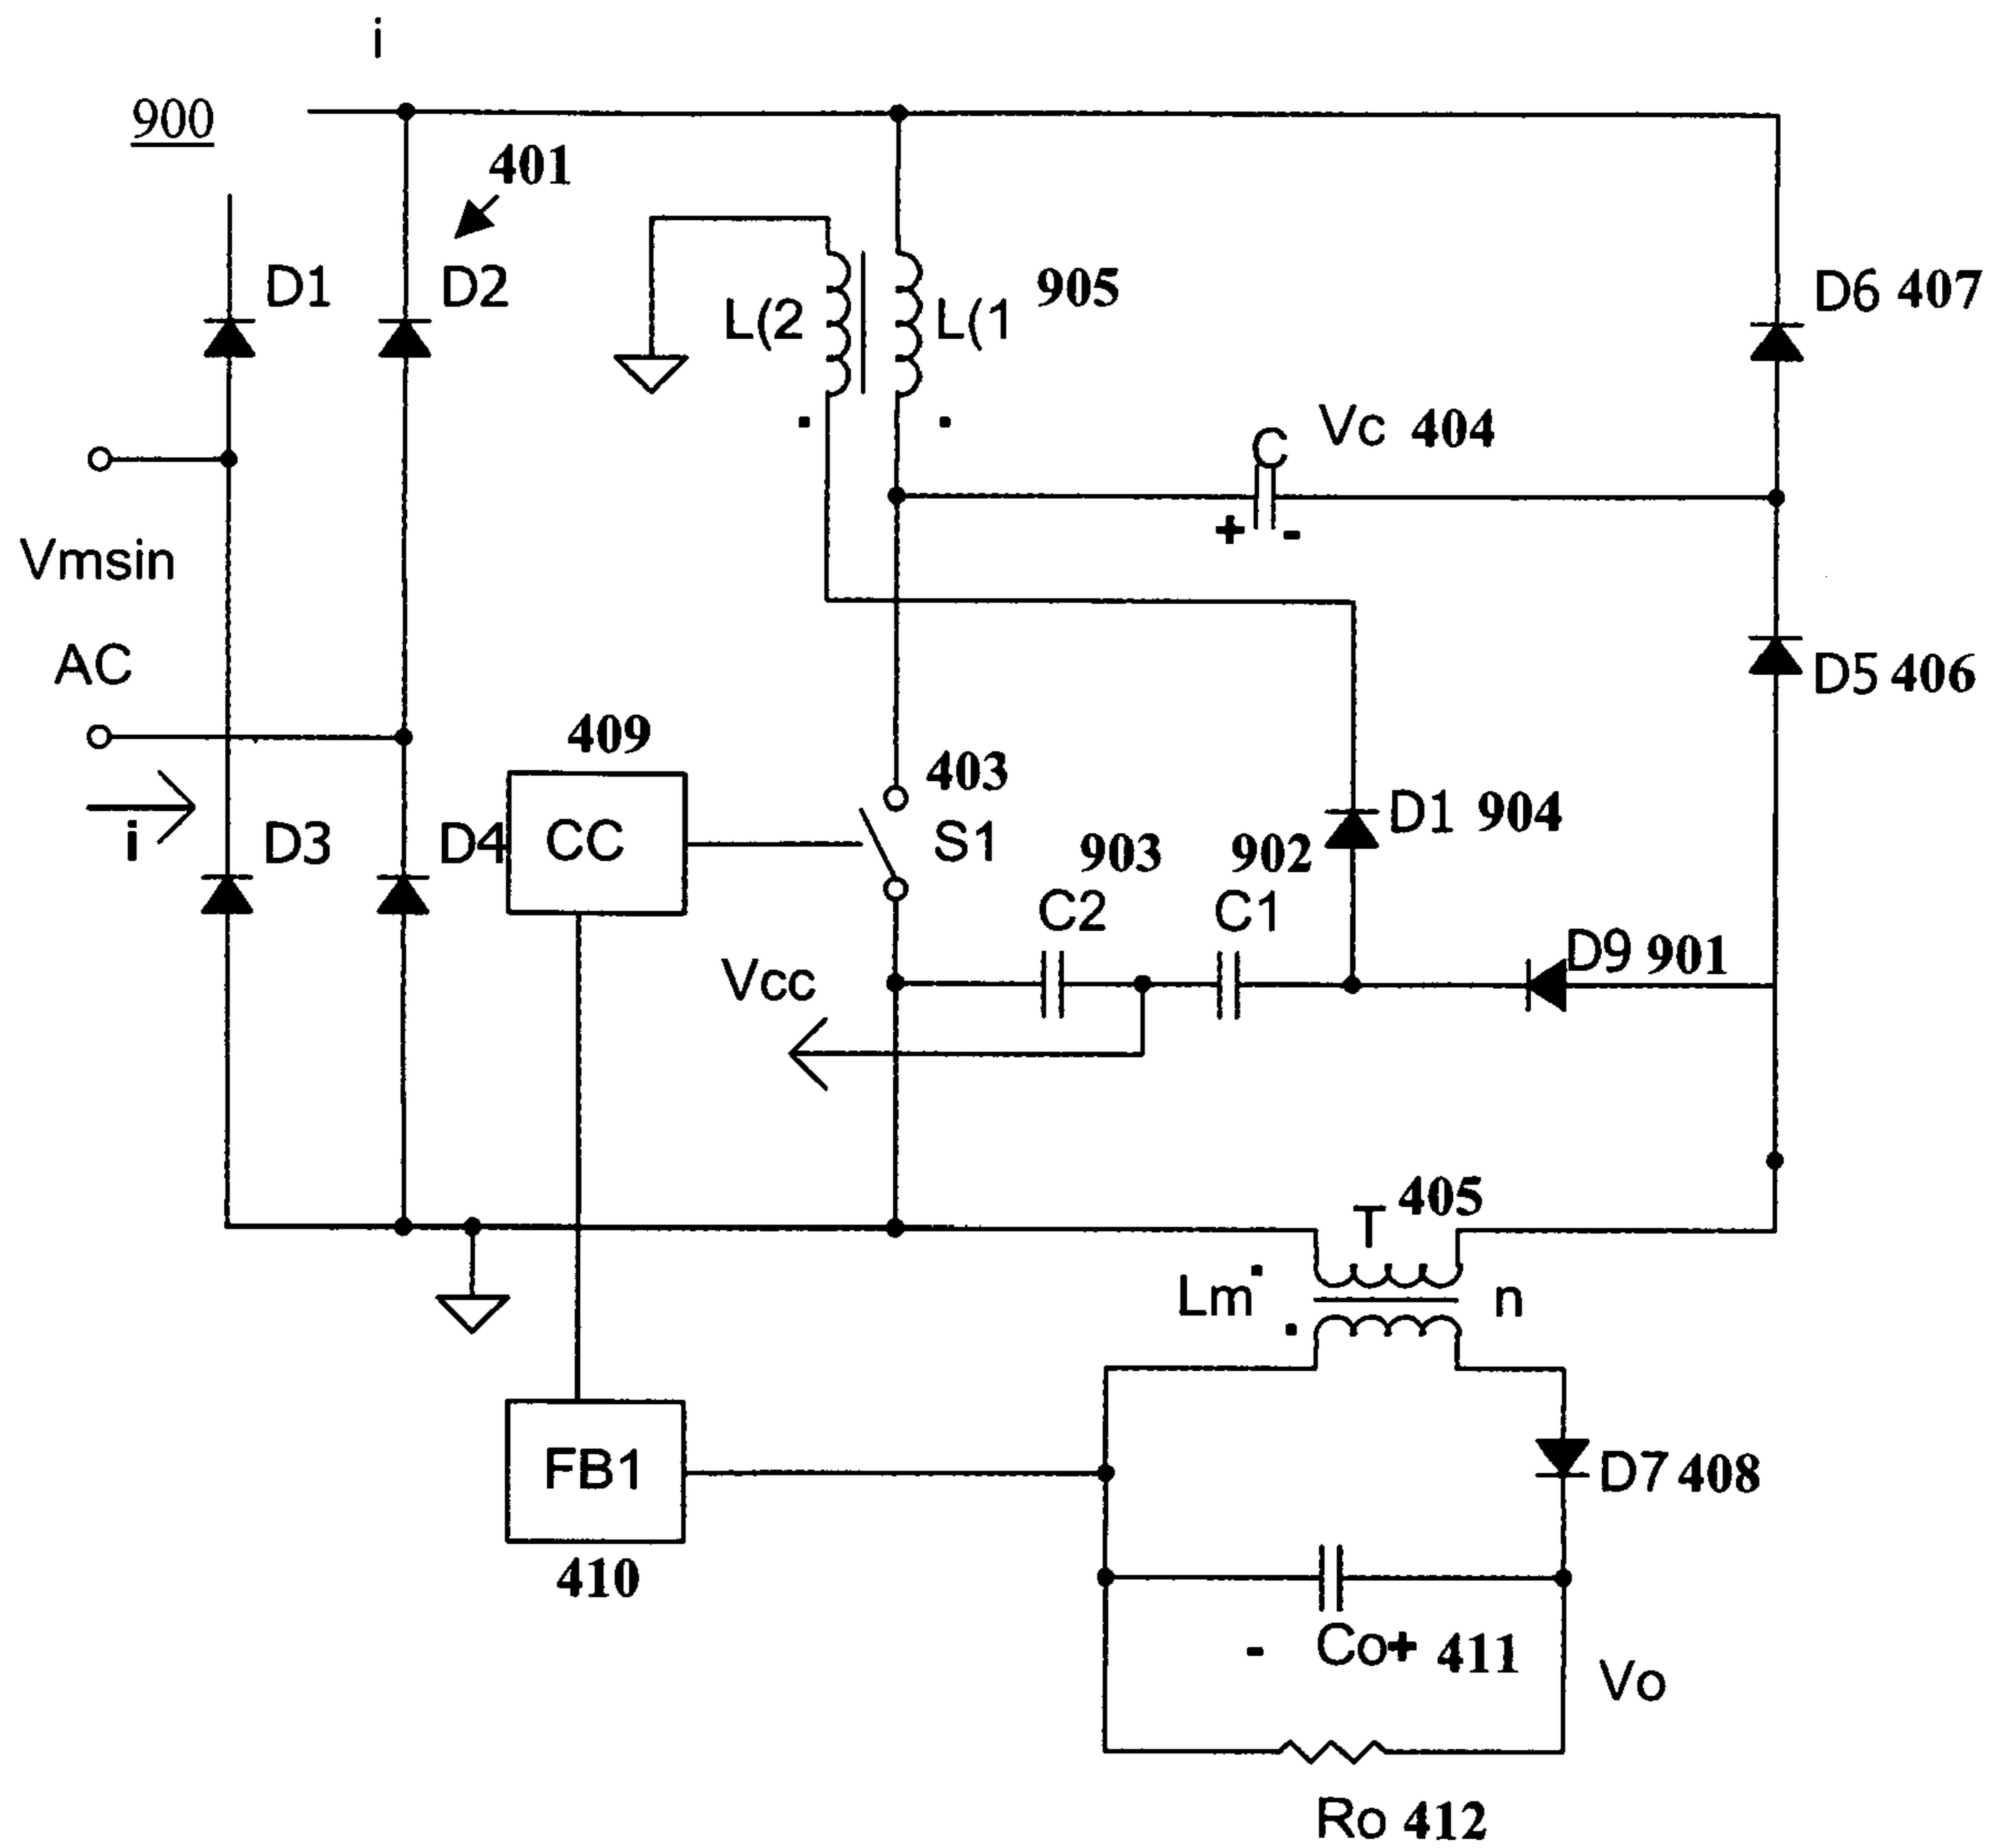 i
900
401
D1
D2
L(2
L(1
905
D6 407
Vc 404
C
+ -
Vmsin
AC
D5 406
409
403
i
D3
D4
CC
S1
D1 904
903
902
C2
C1
Vcc
D9 901
T 405
Lm
n
FB1
410
D7 408
- Co+ 411
Vo
Ro 412